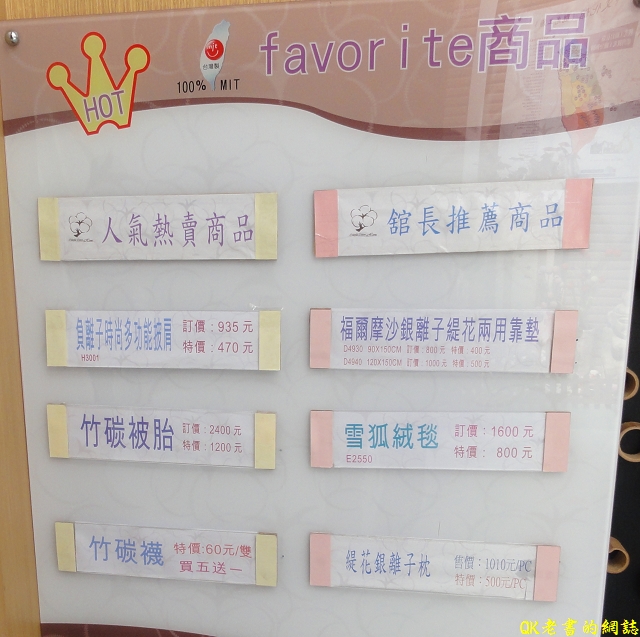 HOT
mit
台灣製
100% MIT
favorite商品
人氣熱賣商品
舘長推薦商品
負離子時尚多功能披肩
H3001
訂價:935元
特價:470元
福爾摩沙銀離子緹花兩用靠墊
D4930 90X150CM 訂價:800元 特價 400元
D4940 120X150CM 訂價:1000元 特價:500元
竹碳被胎
訂價:2400元
特價:1200元
雪狐絨毯
E2550
訂價:1600元
特價: 800元
竹碳襪
特價:60元/雙
買五送一
緹花銀離子枕
售價:1010元/PC
特價:500元/PC
QK老書的網誌